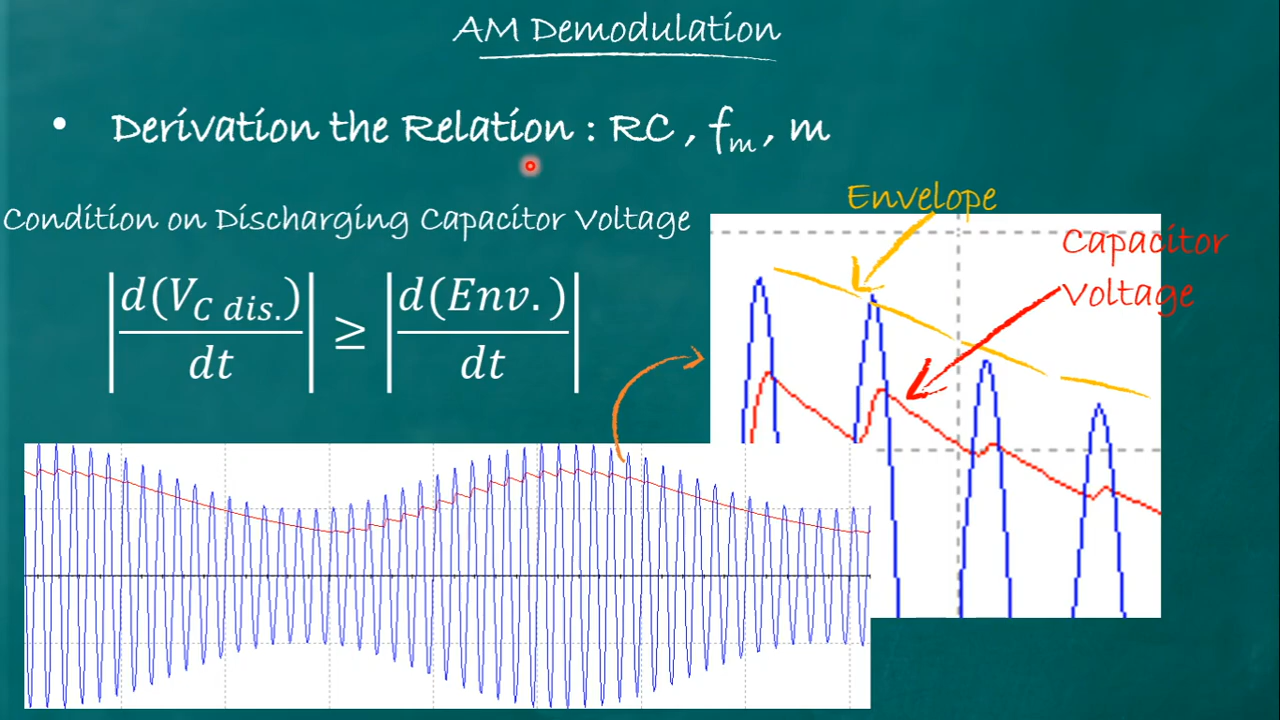 AM Demodulation
• Derivation the Relation : RC , fₘ , m
Condition on Discharging Capacitor Voltage
|d(V_C dis.)/dt| ≥ |d(Env.)/dt|
Envelope
Capacitor
Voltage